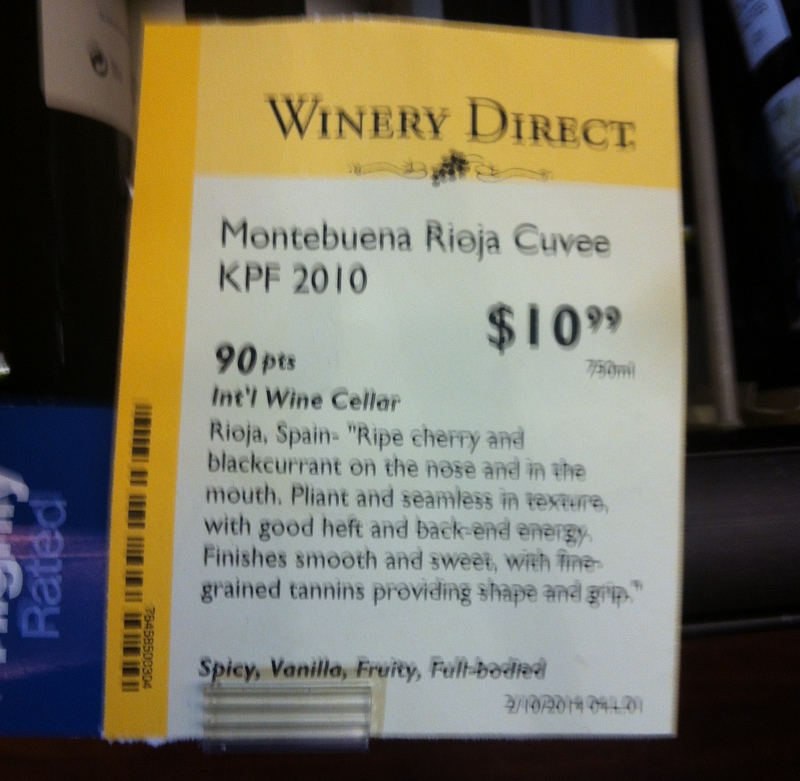 WINERY DIRECT
Montebuena Rioja Cuvee
KPF 2010
$10.99
750ml
90 pts
Int'l Wine Cellar
Rioja, Spain- "Ripe cherry and
blackcurrant on the nose and in the
mouth. Pliant and seamless in texture,
with good heft and back-end energy.
Finishes smooth and sweet, with fine-
grained tannins providing shape and grip."
Spicy, Vanilla, Fruity, Full-bodied
2/10/2014
Rated